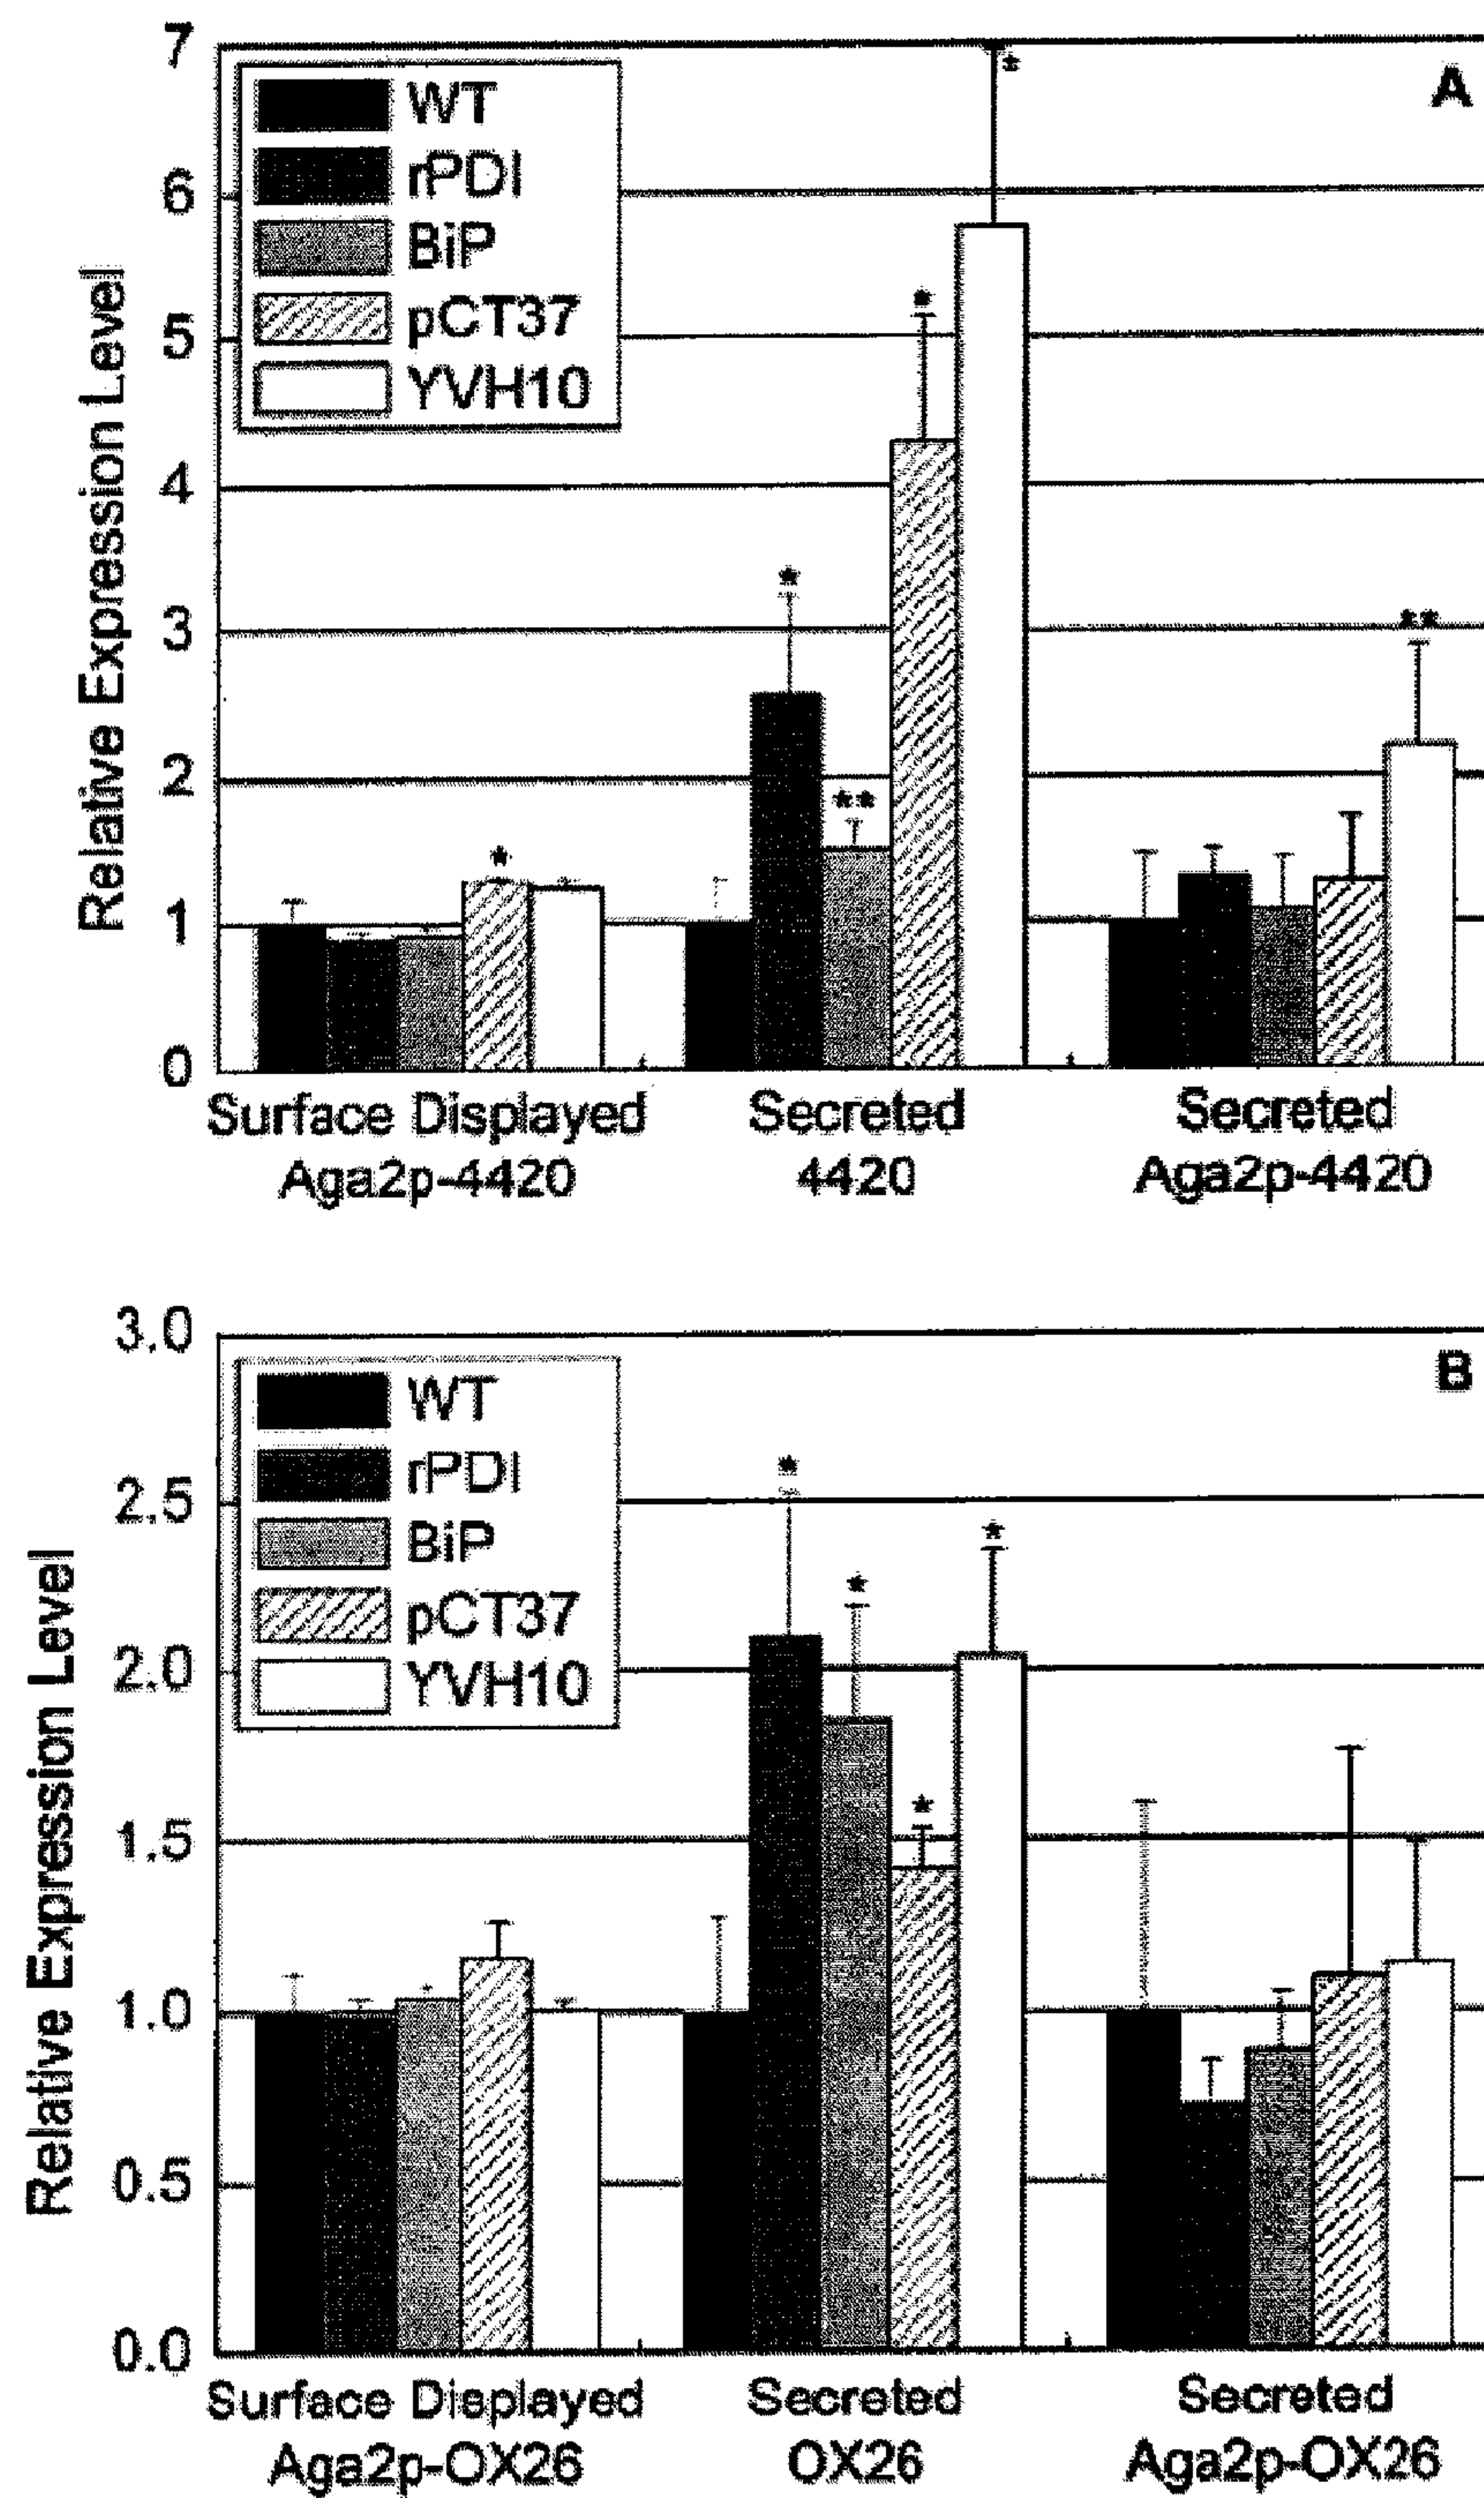 7
A
WT
rPDI
BiP
pCT37
YVH10
*
6
5
4
3
2
1
0
Relative Expression Level
*
*
**
*
**
Surface Displayed
Aga2p-4420
Secreted
4420
Secreted
Aga2p-4420
3.0
B
WT
rPDI
BiP
pCT37
YVH10
2.5
2.0
1.5
1.0
0.5
0.0
Relative Expression Level
*
*
*
*
Surface Displayed
Aga2p-OX26
Secreted
OX26
Secreted
Aga2p-OX26